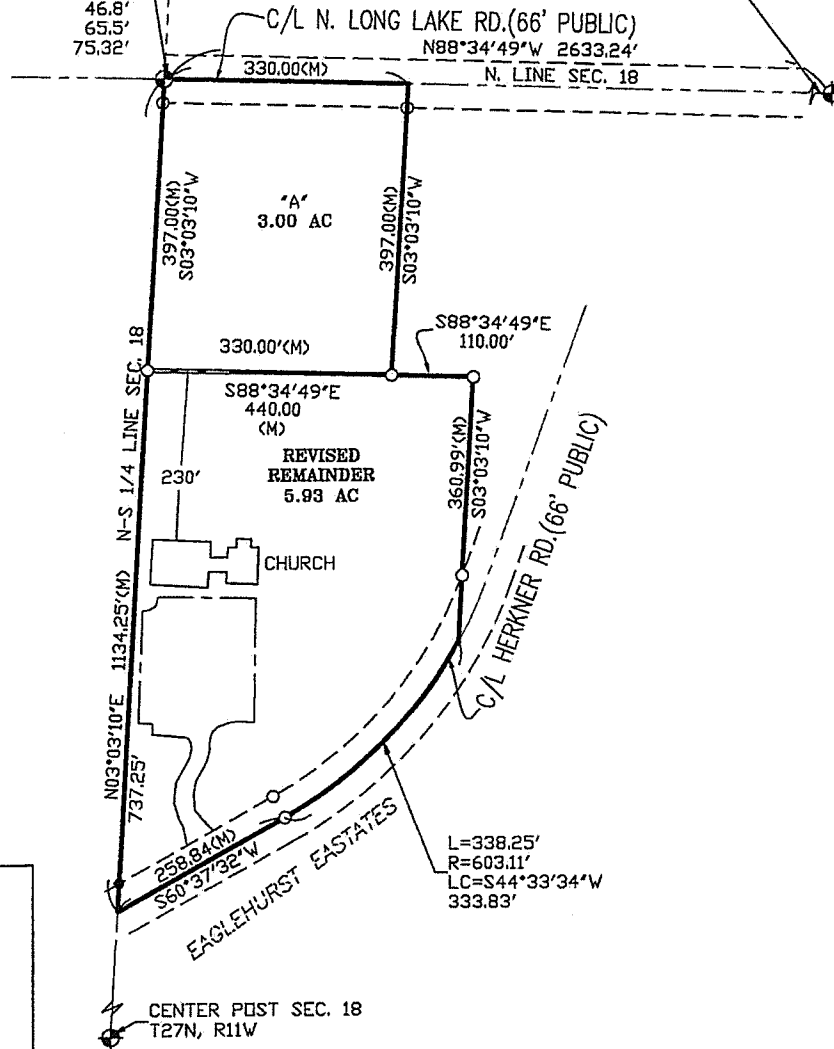 46.8'
65.5'
75.32'
C/L N. LONG LAKE RD.(66' PUBLIC)
N88°34'49"W 2633.24'
330.00(M)
N. LINE SEC. 18
397.00(M)
S03°03'10"W
"A"
3.00 AC
397.00(M)
S03°03'10"W
S88°34'49"E
110.00'
330.00'(M)
S88°34'49"E
440.00
(M)
N-S 1/4 LINE SEC. 18
REVISED
REMAINDER
5.93 AC
360.99'(M)
S03°03'10"W
230'
CHURCH
C/L HERKNER RD.(66' PUBLIC)
N03°03'10"E 1134.25'(M)
737.25'
258.84(M)
S60°37'32"W
EAGLEHURST EASTATES
L=338.25'
R=603.11'
LC=S44°33'34"W
333.83'
CENTER POST SEC. 18
T27N, R11W